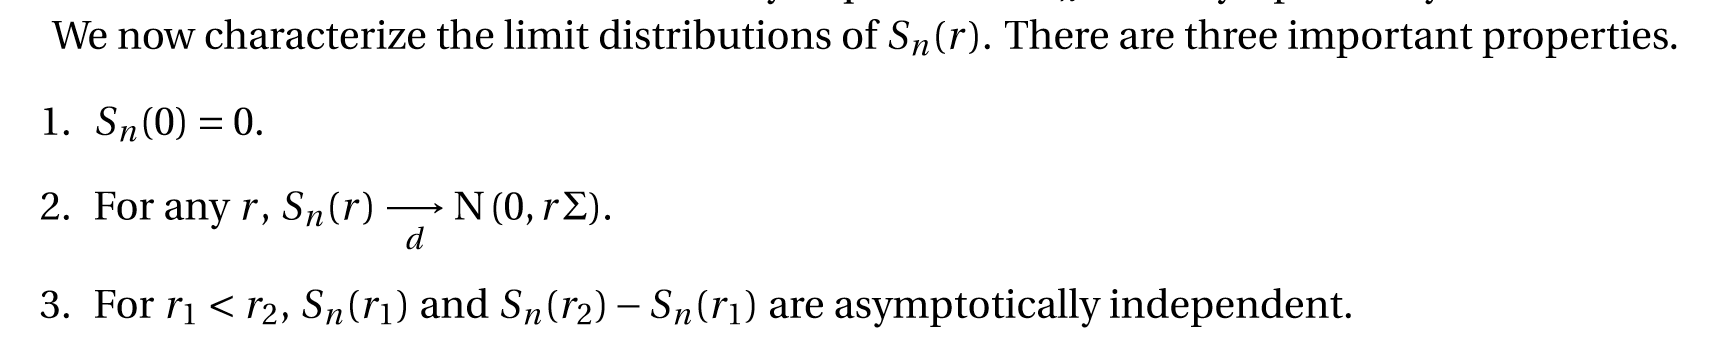 We now characterize the limit distributions of Sₙ(r). There are three important properties.
1. Sₙ(0) = 0.
2. For any r, Sₙ(r) ⟶ N(0, rΣ).
d
3. For r₁ < r₂, Sₙ(r₁) and Sₙ(r₂) − Sₙ(r₁) are asymptotically independent.